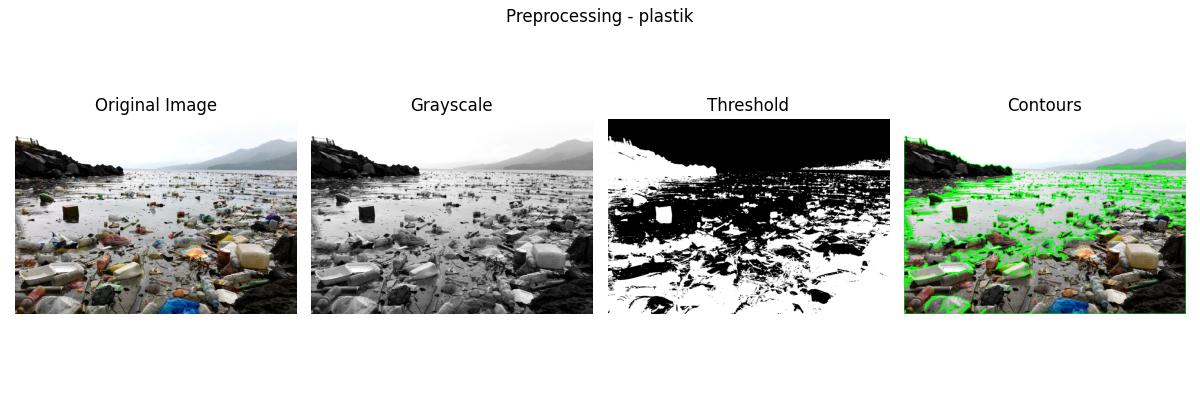 Preprocessing - plastik
Original Image
Grayscale
Threshold
Contours